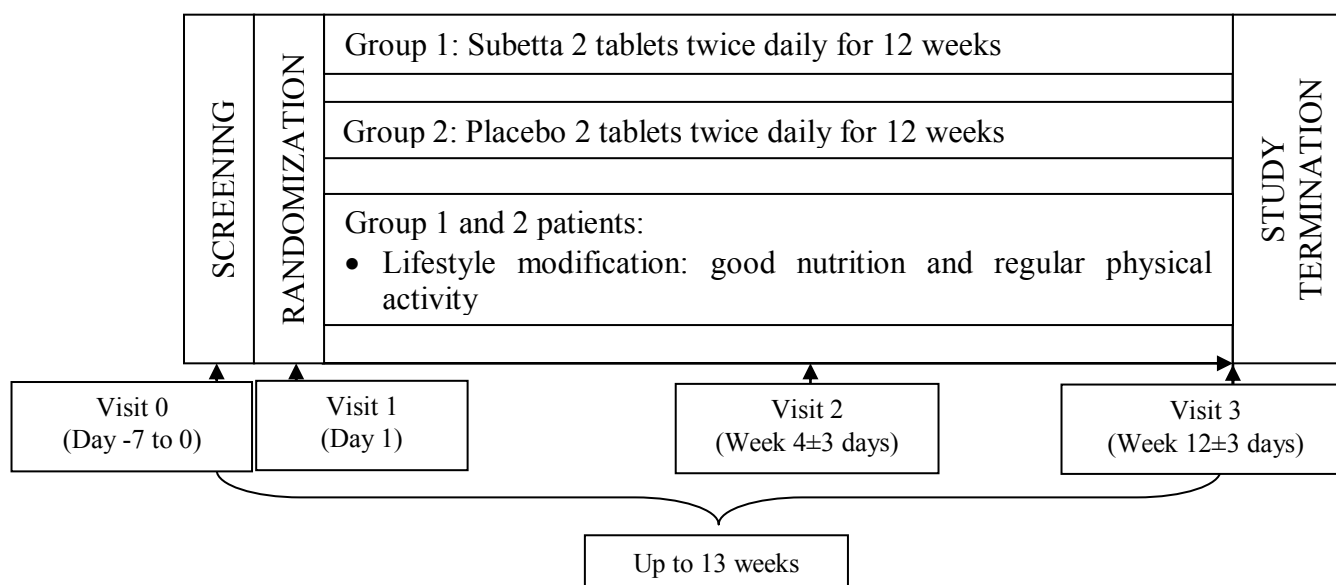 SCREENING
RANDOMIZATION
Group 1: Subetta 2 tablets twice daily for 12 weeks
Group 2: Placebo 2 tablets twice daily for 12 weeks
Group 1 and 2 patients:
• Lifestyle modification: good nutrition and regular physical
activity
STUDY
TERMINATION
Visit 0
(Day -7 to 0)
Visit 1
(Day 1)
Visit 2
(Week 4±3 days)
Visit 3
(Week 12±3 days)
Up to 13 weeks